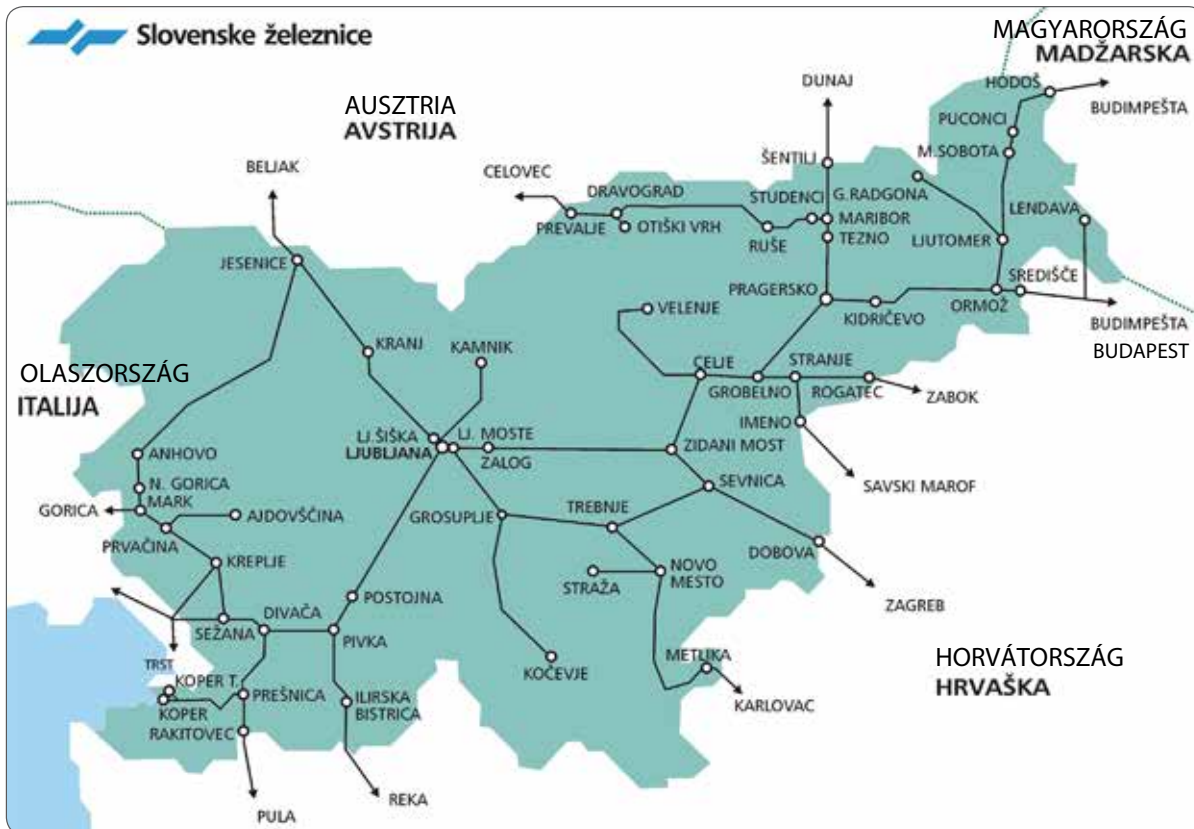 Slovenske železnice
MAGYARORSZÁG
MADŽARSKA
HODOŠ
BUDIMPEŠTA
DUNAJ
AUSZTRIA
AVSTRIJA
PUCONCI
M.SOBOTA
ŠENTILJ
BELJAK
CELOVEC
DRAVOGRAD
STUDENCI
G.RADGONA
LENDAVA
PREVALJE
OTIŠKI VRH
RUŠE
MARIBOR
TEZNO
LJUTOMER
JESENICE
SREDIŠČE
PRAGERSKO
VELENJE
KIDRIČEVO
ORMOŽ
BUDIMPEŠTA
BUDAPEST
KRANJ
KAMNIK
CELJE
STRANJE
OLASZORSZÁG
ITALIJA
GROBELNO
ROGATEC
ZABOK
IMENO
LJ.ŠIŠKA
LJ. MOSTE
LJUBLJANA
ZALOG
ZIDANI MOST
ANHOVO
N. GORICA
MARK
GORICA
SEVNICA
SAVSKI MAROF
AJDOVŠČINA
GROSUPLJE
TREBNJE
PRVAČINA
DOBOVA
KREPLJE
NOVO
MESTO
STRAŽA
POSTOJNA
ZAGREB
DIVAČA
SEŽANA
PIVKA
TRST
KOČEVJE
METLIKA
HORVÁTORSZÁG
HRVAŠKA
KOPER T.
PREŠNICA
ILIRSKA
BISTRICA
KOPER
RAKITOVEC
KARLOVAC
REKA
PULA